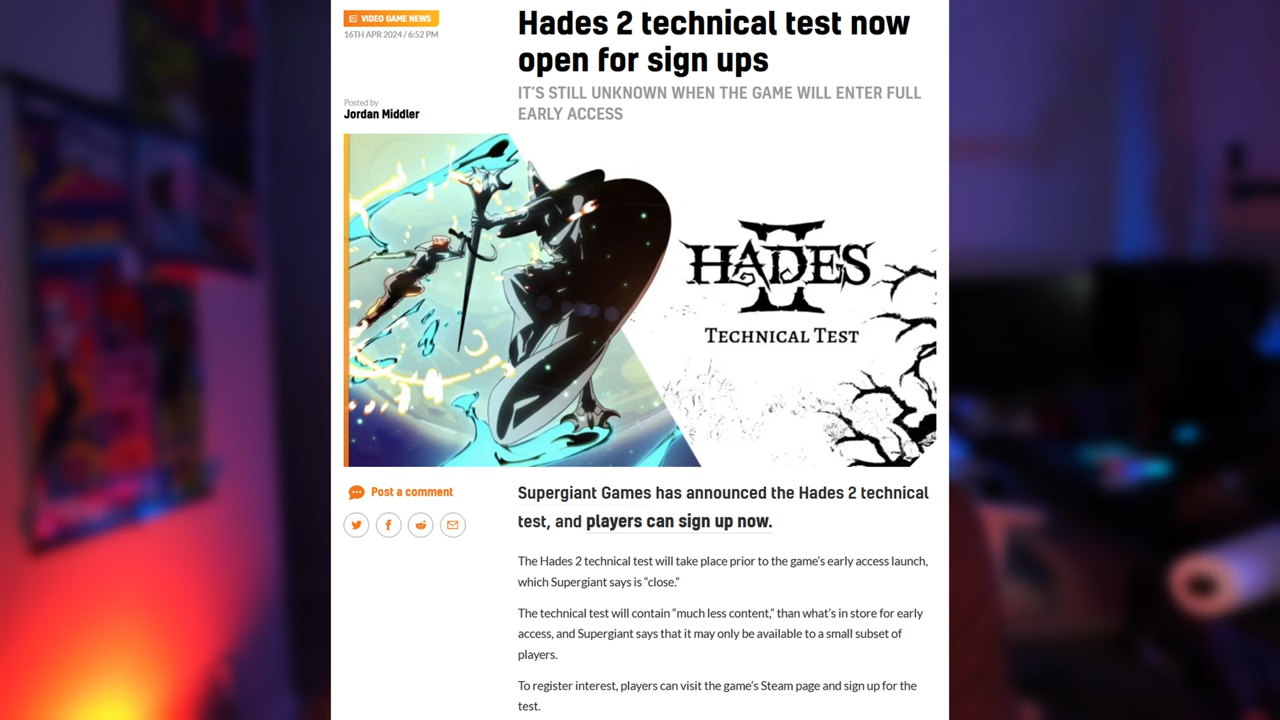 VIDEO GAME NEWS
16TH APR 2024 / 6:52 PM
Posted by
Jordan Middler
Hades 2 technical test now
open for sign ups
IT'S STILL UNKNOWN WHEN THE GAME WILL ENTER FULL
EARLY ACCESS
II
HADES
TECHNICAL TEST
Post a comment
Supergiant Games has announced the Hades 2 technical
test, and players can sign up now.
The Hades 2 technical test will take place prior to the game's early access launch,
which Supergiant says is “close.”
The technical test will contain “much less content,” than what's in store for early
access, and Supergiant says that it may only be available to a small subset of
players.
To register interest, players can visit the game's Steam page and sign up for the
test.